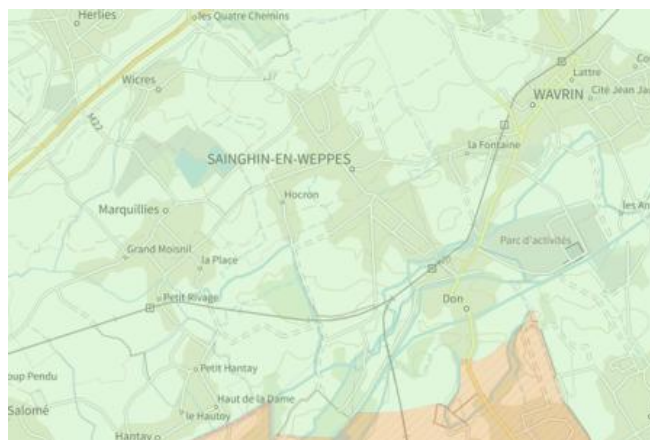 Herlies
les Quatre Chemins
Lattre
Wicres
WAVRIN
Cité Jean Ja
M22
la Fontaine
SAINGHIN-EN-WEPPES
Hocron
Marquillies
les An
Parc d'activités
Grand Moisnil
la Place
Petit Rivage
Don
Petit Hantay
oup Pendu
Haut de la Dame
Salomé
le Hautoy
Hantay